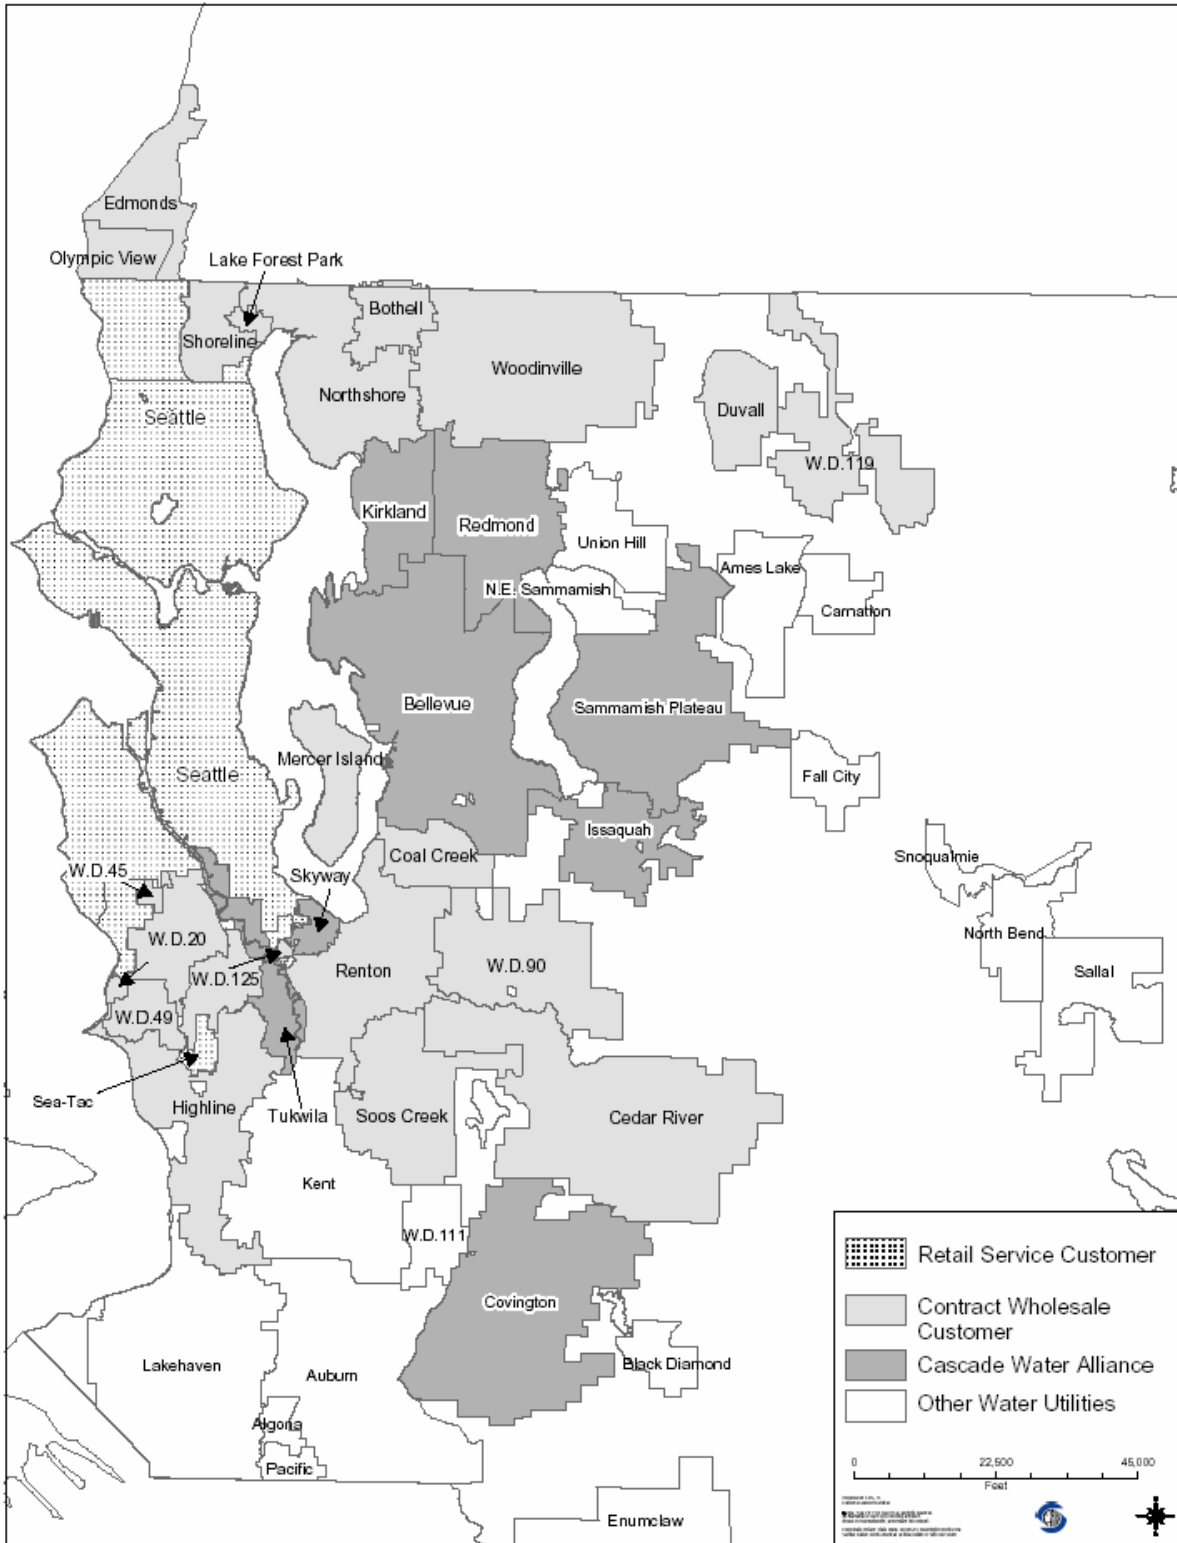 Edmonds
Olympic View
Lake Forest Park
Bothell
Shoreline
Woodinville
Northshore
Duvall
Seattle
W.D.119
Kirkland
Redmond
Union Hill
Ames Lake
N.E. Sammamish
Carnation
Bellevue
Sammamish Plateau
Mercer Island
Seattle
Fall City
Issaquah
Coal Creek
Snoqualmie
W.D.45
Skyway
W.D.20
North Bend
W.D.125
Renton
W.D.90
Sallal
W.D.49
Sea-Tac
Highline
Tukwila
Soos Creek
Cedar River
Kent
W.D.111
Covington
Lakehaven
Auburn
Black Diamond
Algona
Pacific
Enumclaw
Retail Service Customer
Contract Wholesale
Customer
Cascade Water Alliance
Other Water Utilities
0 22,500 45,000
Feet